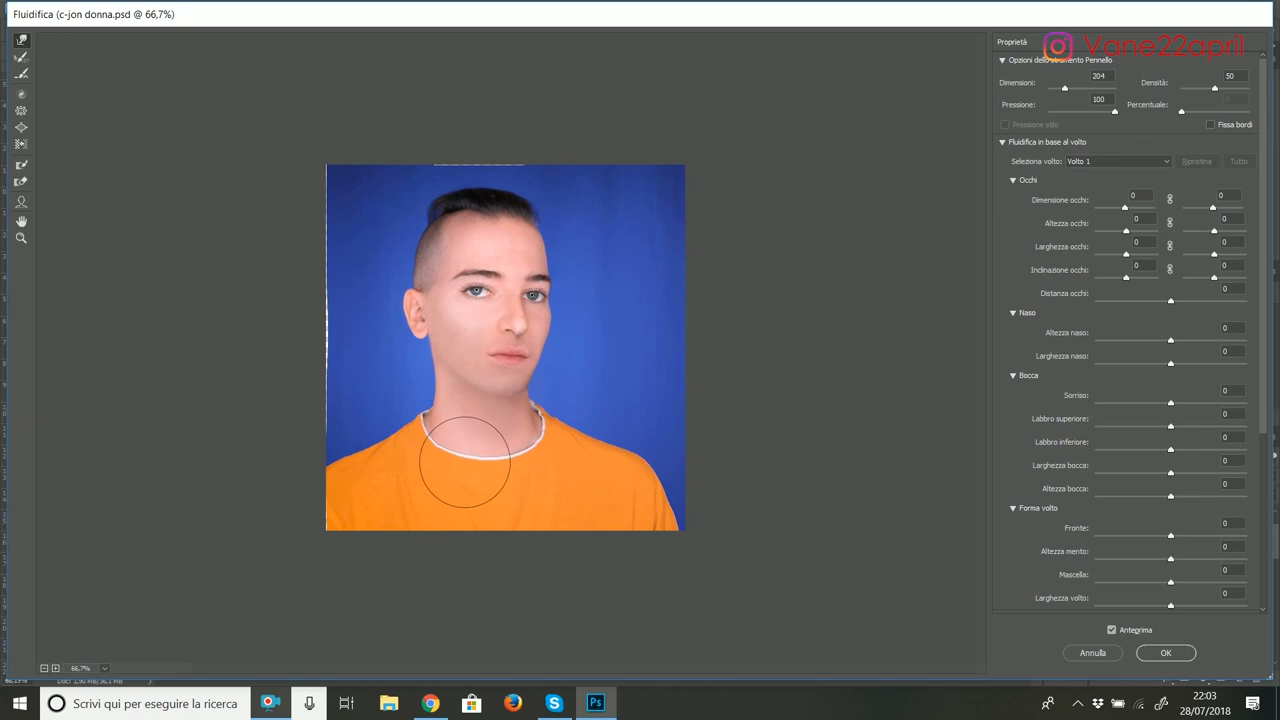 Fluidifica (c-jon donna.psd @ 66,7%)
Proprietà
Vane22april
Opzioni dello strumento Pennello
Dimensioni: 204 Densità: 50
Pressione: 100 Percentuale: 0
Pressione stilo Fissa bordi
Fluidifica in base al volto
Seleziona volto: Volto 1 Ripristina Tutto
Occhi
Dimensione occhi: 0 0
Altezza occhi: 0 0
Larghezza occhi: 0 0
Inclinazione occhi: 0 0
Distanza occhi: 0
Naso
Altezza naso: 0
Larghezza naso: 0
Bocca
Sorriso: 0
Labbro superiore: 0
Labbro inferiore: 0
Larghezza bocca: 0
Altezza bocca: 0
Forma volto
Fronte: 0
Altezza mento: 0
Mascella: 0
Larghezza volto: 0
Anteprima
Annulla OK
66,7%
Scrivi qui per eseguire la ricerca
Ps
22:03
28/07/2018